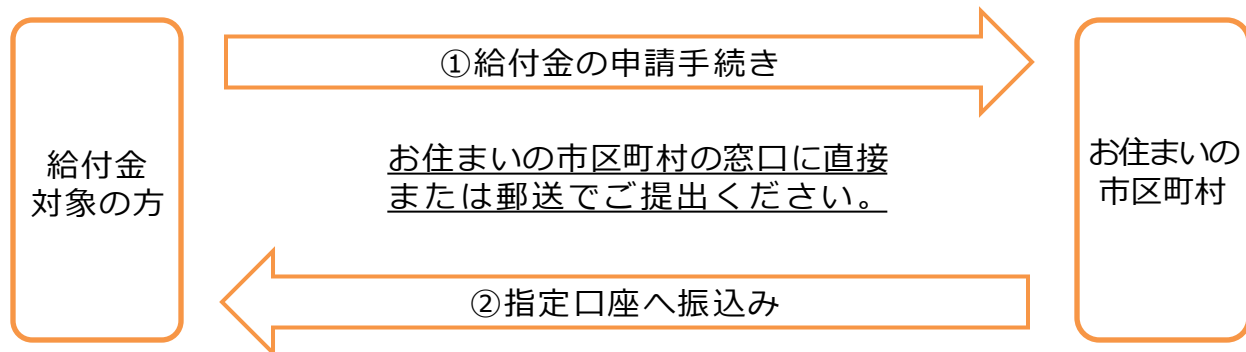 ①給付金の申請手続き
給付金
対象の方
お住まいの市区町村の窓口に直接
または郵送でご提出ください。
お住まいの
市区町村
②指定口座へ振込み